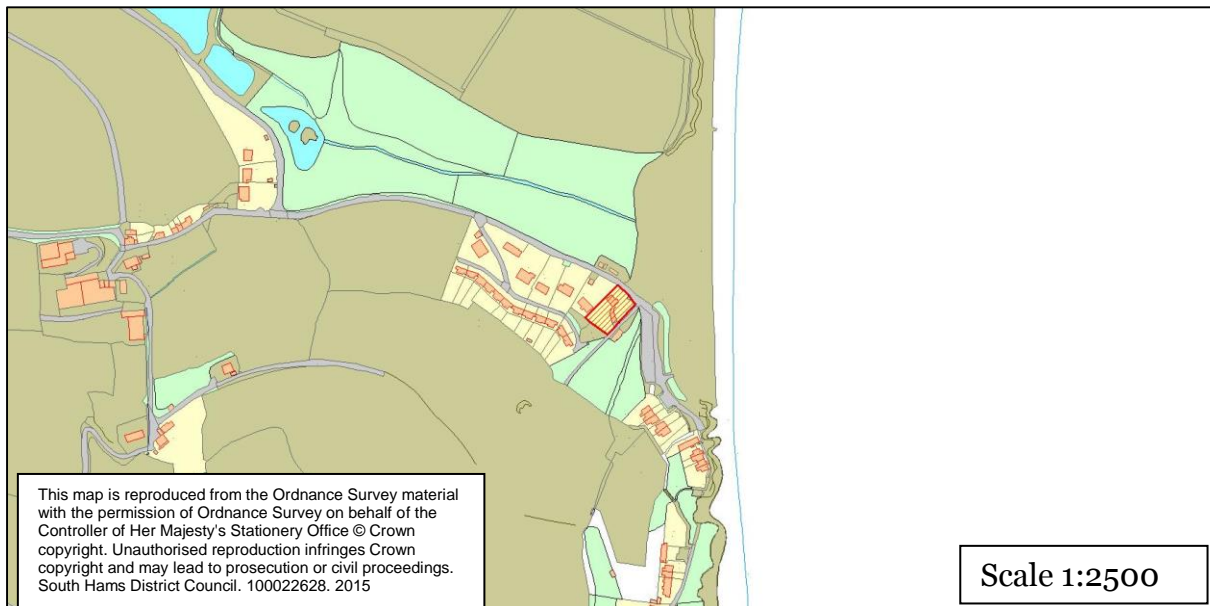 This map is reproduced from the Ordnance Survey material
with the permission of Ordnance Survey on behalf of the
Controller of Her Majesty's Stationery Office © Crown
copyright. Unauthorised reproduction infringes Crown
copyright and may lead to prosecution or civil proceedings.
South Hams District Council. 100022628. 2015
Scale 1:2500